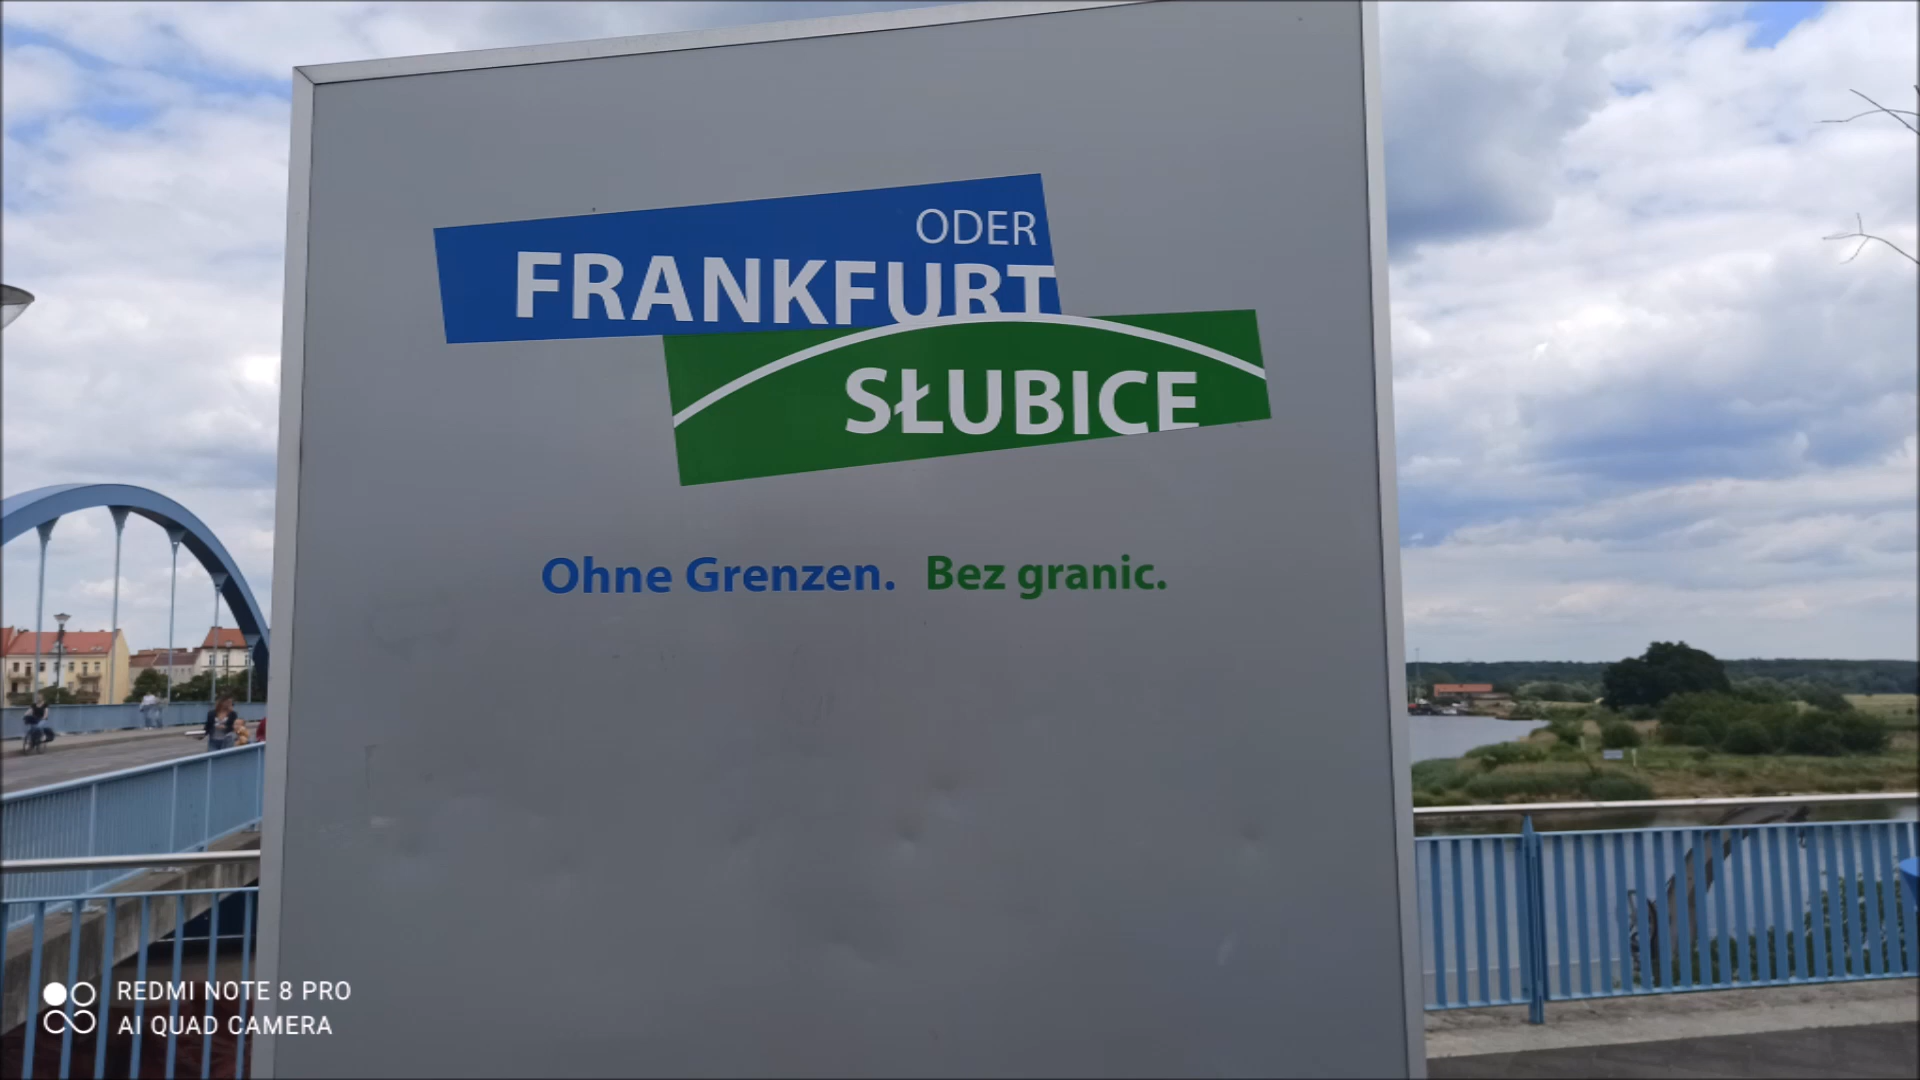 ODER
FRANKFURT
SŁUBICE
Ohne Grenzen. Bez granic.
REDMI NOTE 8 PRO
AI QUAD CAMERA